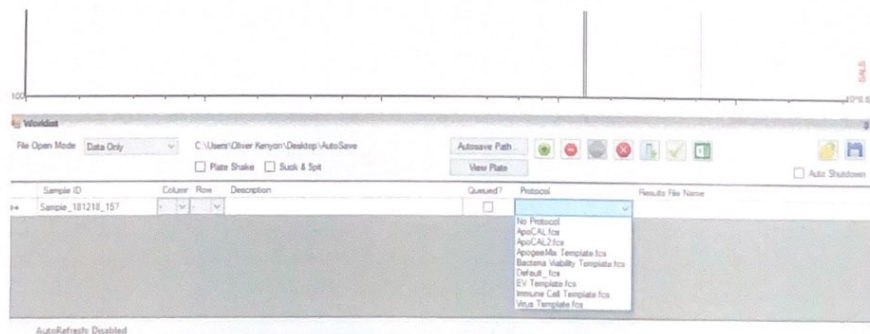 100
SALS
Worklist
File Open Mode Data Only C:\Users\Oliver Kenyon\Desktop\AutoSave Autosave Path...
Plate Shake Suck & Spit View Plate Auto Shutdown
Sample ID Column Row Description Queued? Protocol Results File Name
Sample_181218_157 - -
No Protocol
ApoCAL.fcs
ApoCAL2.fcs
ApogeeMix Template.fcs
Bacteria Viability Template.fcs
Default_.fcs
EV Template.fcs
Immune Cell Template.fcs
Virus Template.fcs
AutoRefresh: Disabled